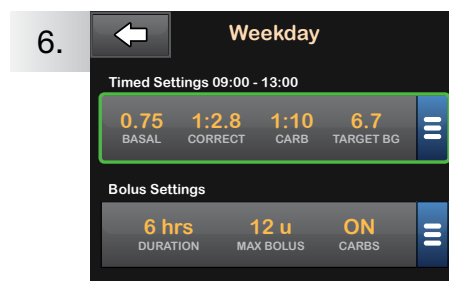 6.
Weekday
Timed Settings 09:00 - 13:00
0.75 1:2.8 1:10 6.7
BASAL CORRECT CARB TARGET BG
Bolus Settings
6 hrs 12 u ON
DURATION MAX BOLUS CARBS